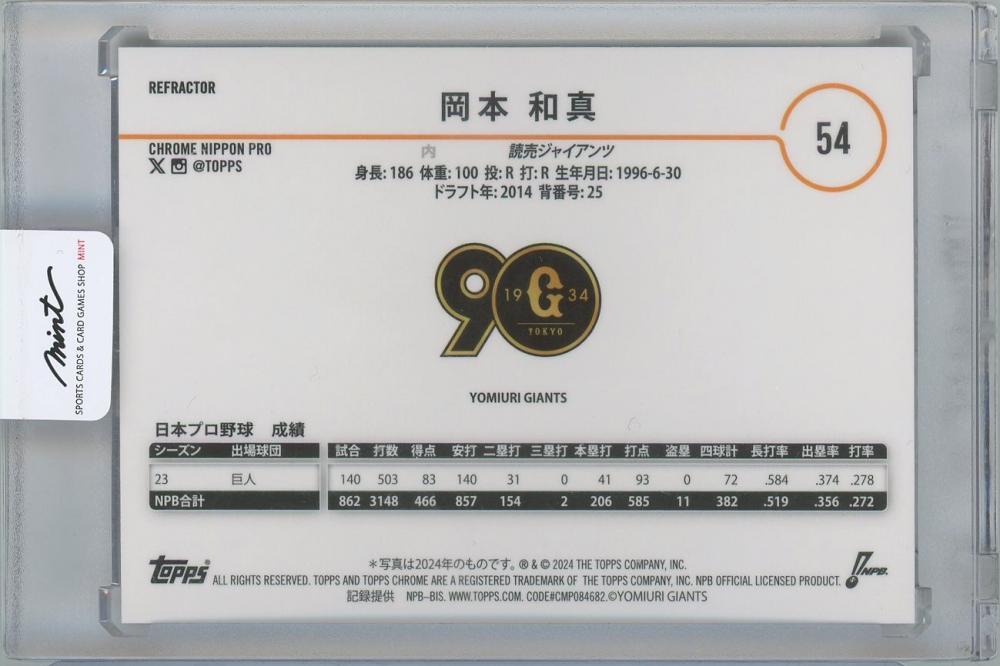 REFRACTOR
岡本 和真
54
CHROME NIPPON PRO
@TOPPS
内 読売ジャイアンツ
身長: 186 体重: 100 投: R 打: R 生年月日: 1996-6-30
ドラフト年: 2014 背番号: 25
90
19 G 34
TOKYO
YOMIURI GIANTS
mint
SPORTS CARDS & CARD GAMES SHOP MINT
日本プロ野球 成績
シーズン 出場球団 試合 打数 得点 安打 二塁打 三塁打 本塁打 打点 盗塁 四球計 長打率 出塁率 打率
23 巨人 140 503 83 140 31 0 41 93 0 72 .584 .374 .278
NPB合計 862 3148 466 857 154 2 206 585 11 382 .519 .356 .272
topps
*写真は2024年のものです。 ® & © 2024 THE TOPPS COMPANY, INC.
ALL RIGHTS RESERVED. TOPPS AND TOPPS CHROME ARE A REGISTERED TRADEMARK OF THE TOPPS COMPANY, INC. NPB OFFICIAL LICENSED PRODUCT.
記録提供 NPB-BIS. WWW.TOPPS.COM. CODE#CMP084682.©YOMIURI GIANTS
NPB